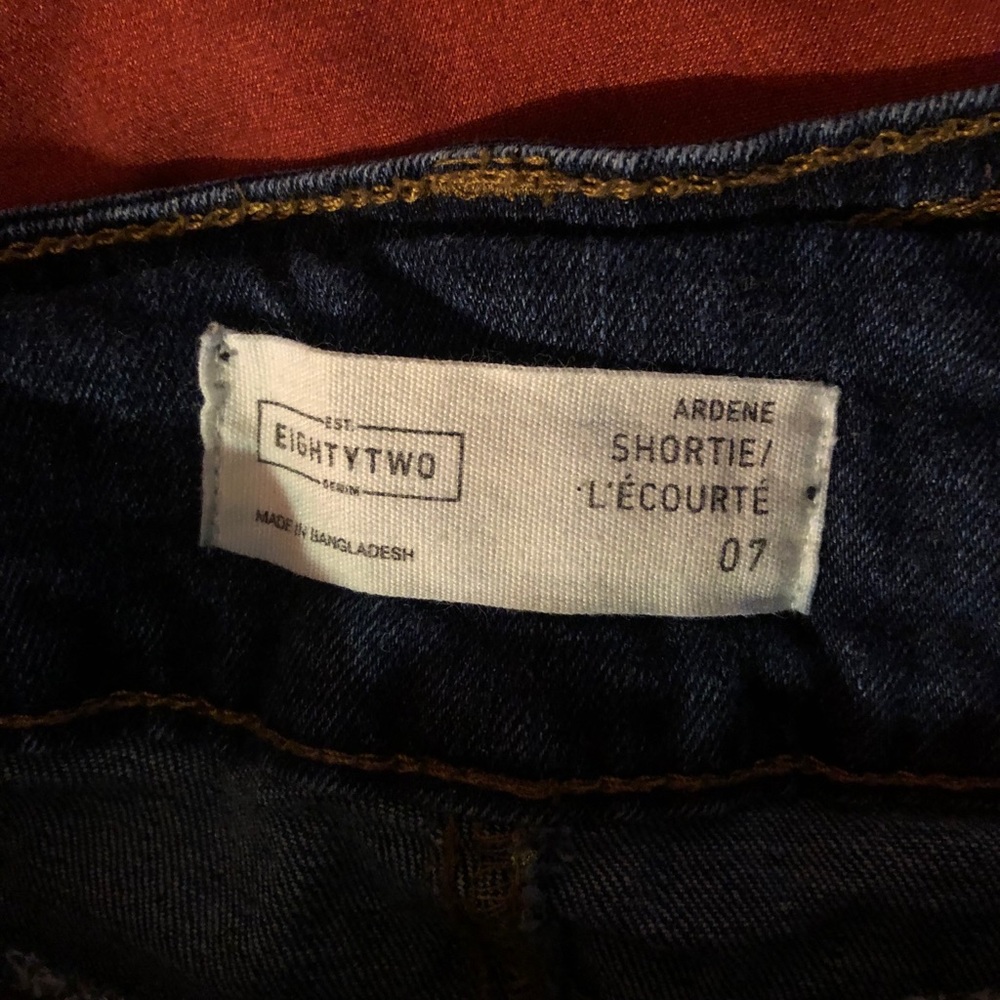 EST.
EIGHTYTWO
DENIM
MADE IN BANGLADESH
ARDENE
SHORTIE/
L'ÉCOURTÉ
07